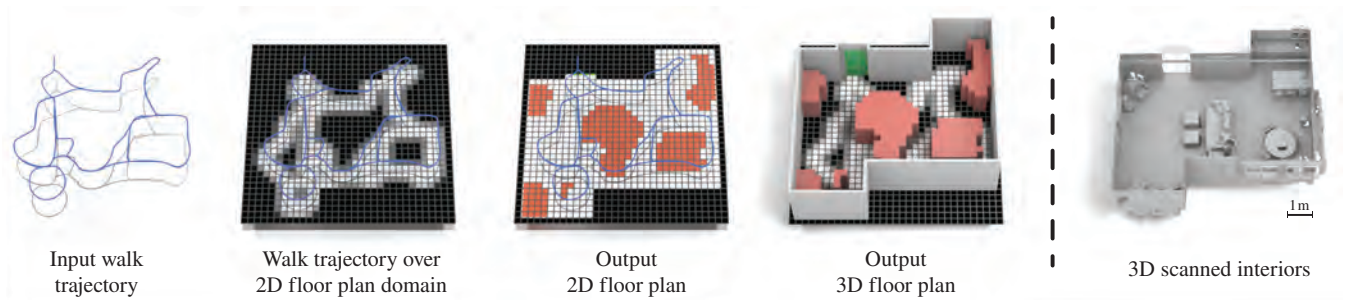 1 m
Input walk
trajectory
Walk trajectory over
2D floor plan domain
Output
2D floor plan
Output
3D floor plan
3D scanned interiors